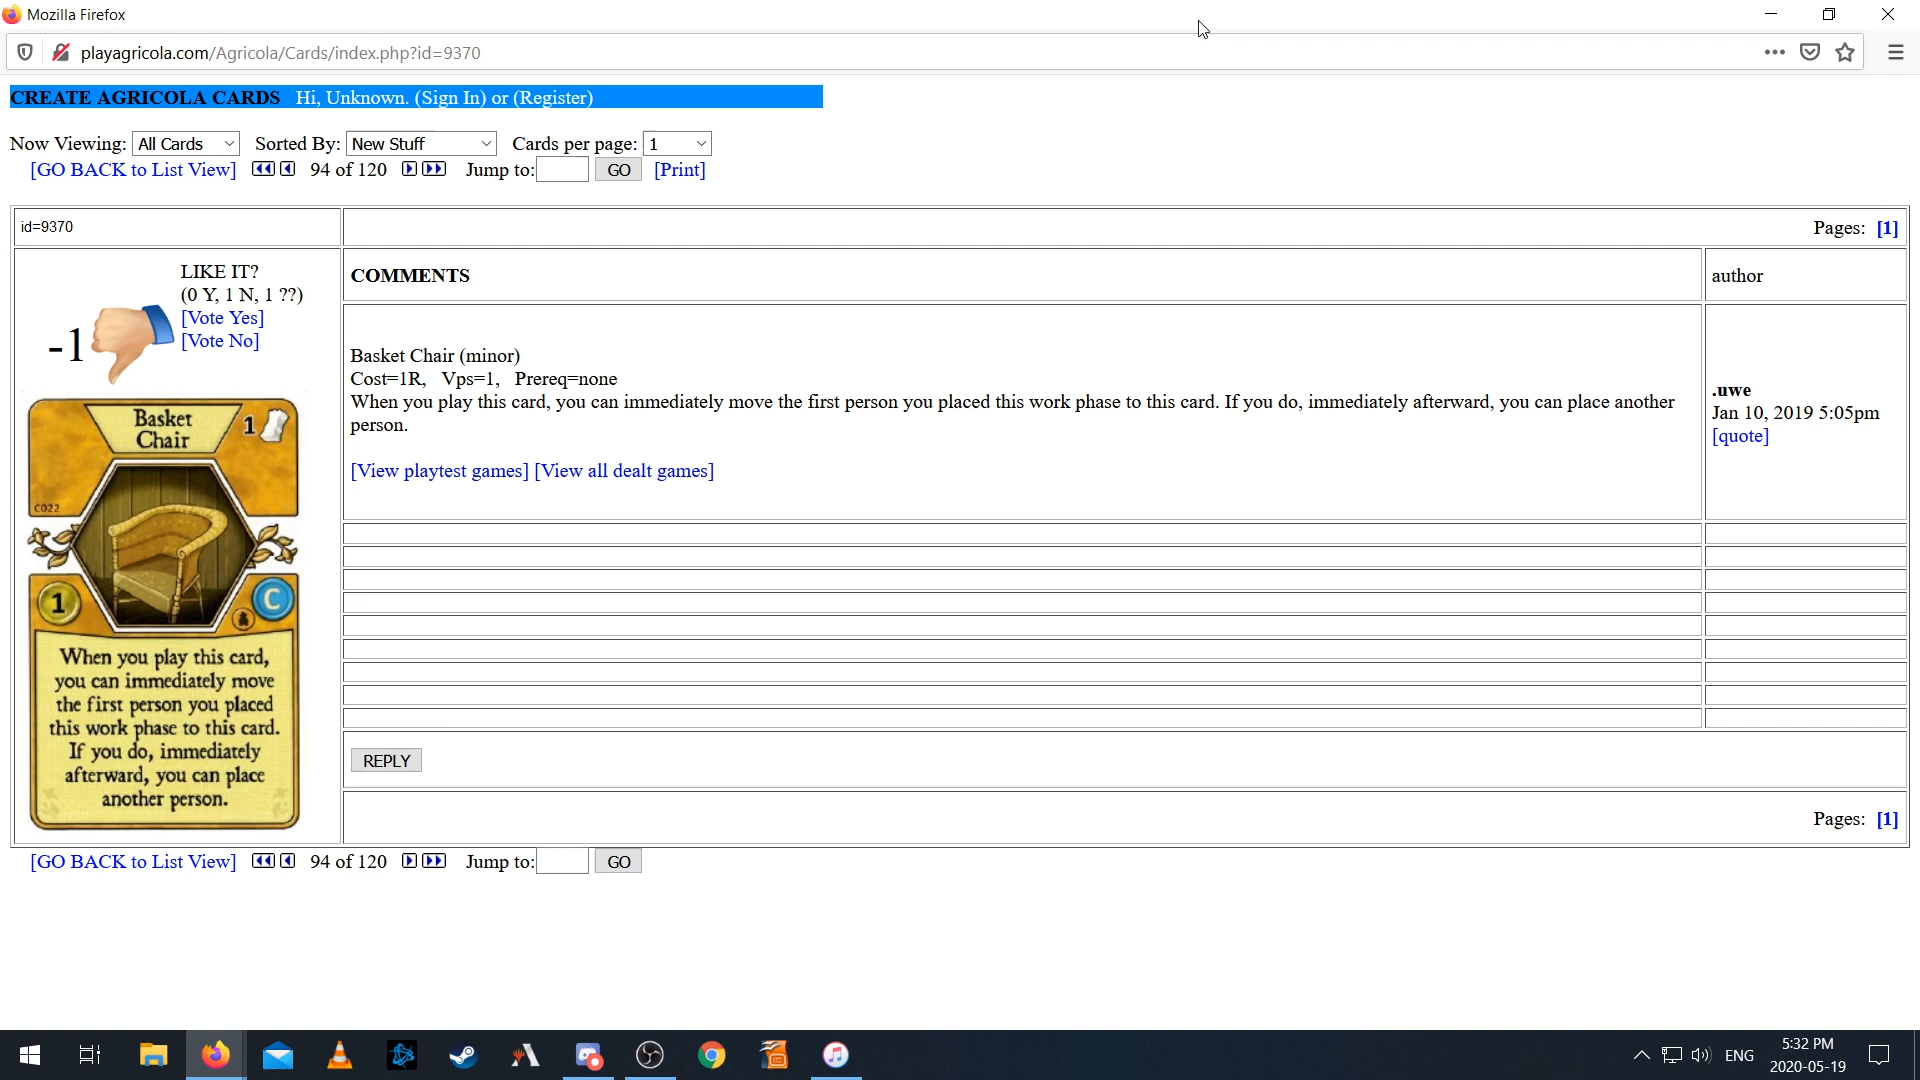 Mozilla Firefox
playagricola.com/Agricola/Cards/index.php?id=9370
CREATE AGRICOLA CARDS Hi, Unknown. (Sign In) or (Register)
Now Viewing: All Cards Sorted By: New Stuff Cards per page: 1
[GO BACK to List View] 94 of 120 Jump to: GO [Print]
id=9370
Pages: [1]
LIKE IT?
(0 Y, 1 N, 1 ??)
[Vote Yes]
[Vote No]
-1
Basket
Chair
1
C022
1
C
When you play this card,
you can immediately move
the first person you placed
this work phase to this card.
If you do, immediately
afterward, you can place
another person.
COMMENTS
author
Basket Chair (minor)
Cost=1R, Vps=1, Prereq=none
When you play this card, you can immediately move the first person you placed this work phase to this card. If you do, immediately afterward, you can place another
person.
[View playtest games] [View all dealt games]
.uwe
Jan 10, 2019 5:05pm
[quote]
REPLY
Pages: [1]
[GO BACK to List View] 94 of 120 Jump to: GO
ENG
5:32 PM
2020-05-19